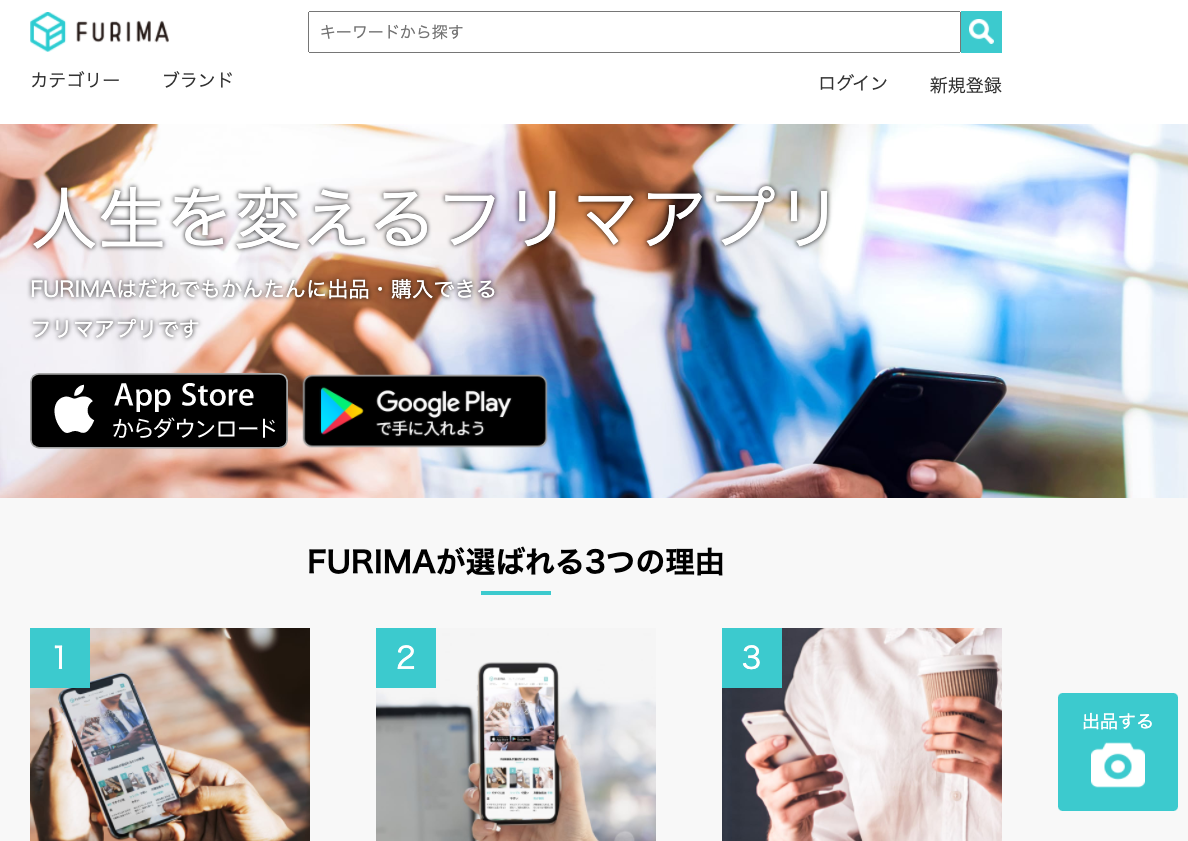 FURIMA
キーワードから探す
カテゴリー ブランド
ログイン 新規登録
人生を変えるフリマアプリ
FURIMAはだれでもかんたんに出品・購入できる
フリマアプリです
App Store
からダウンロード
Google Play
で手に入れよう
FURIMAが選ばれる3つの理由
1
2
3
出品する